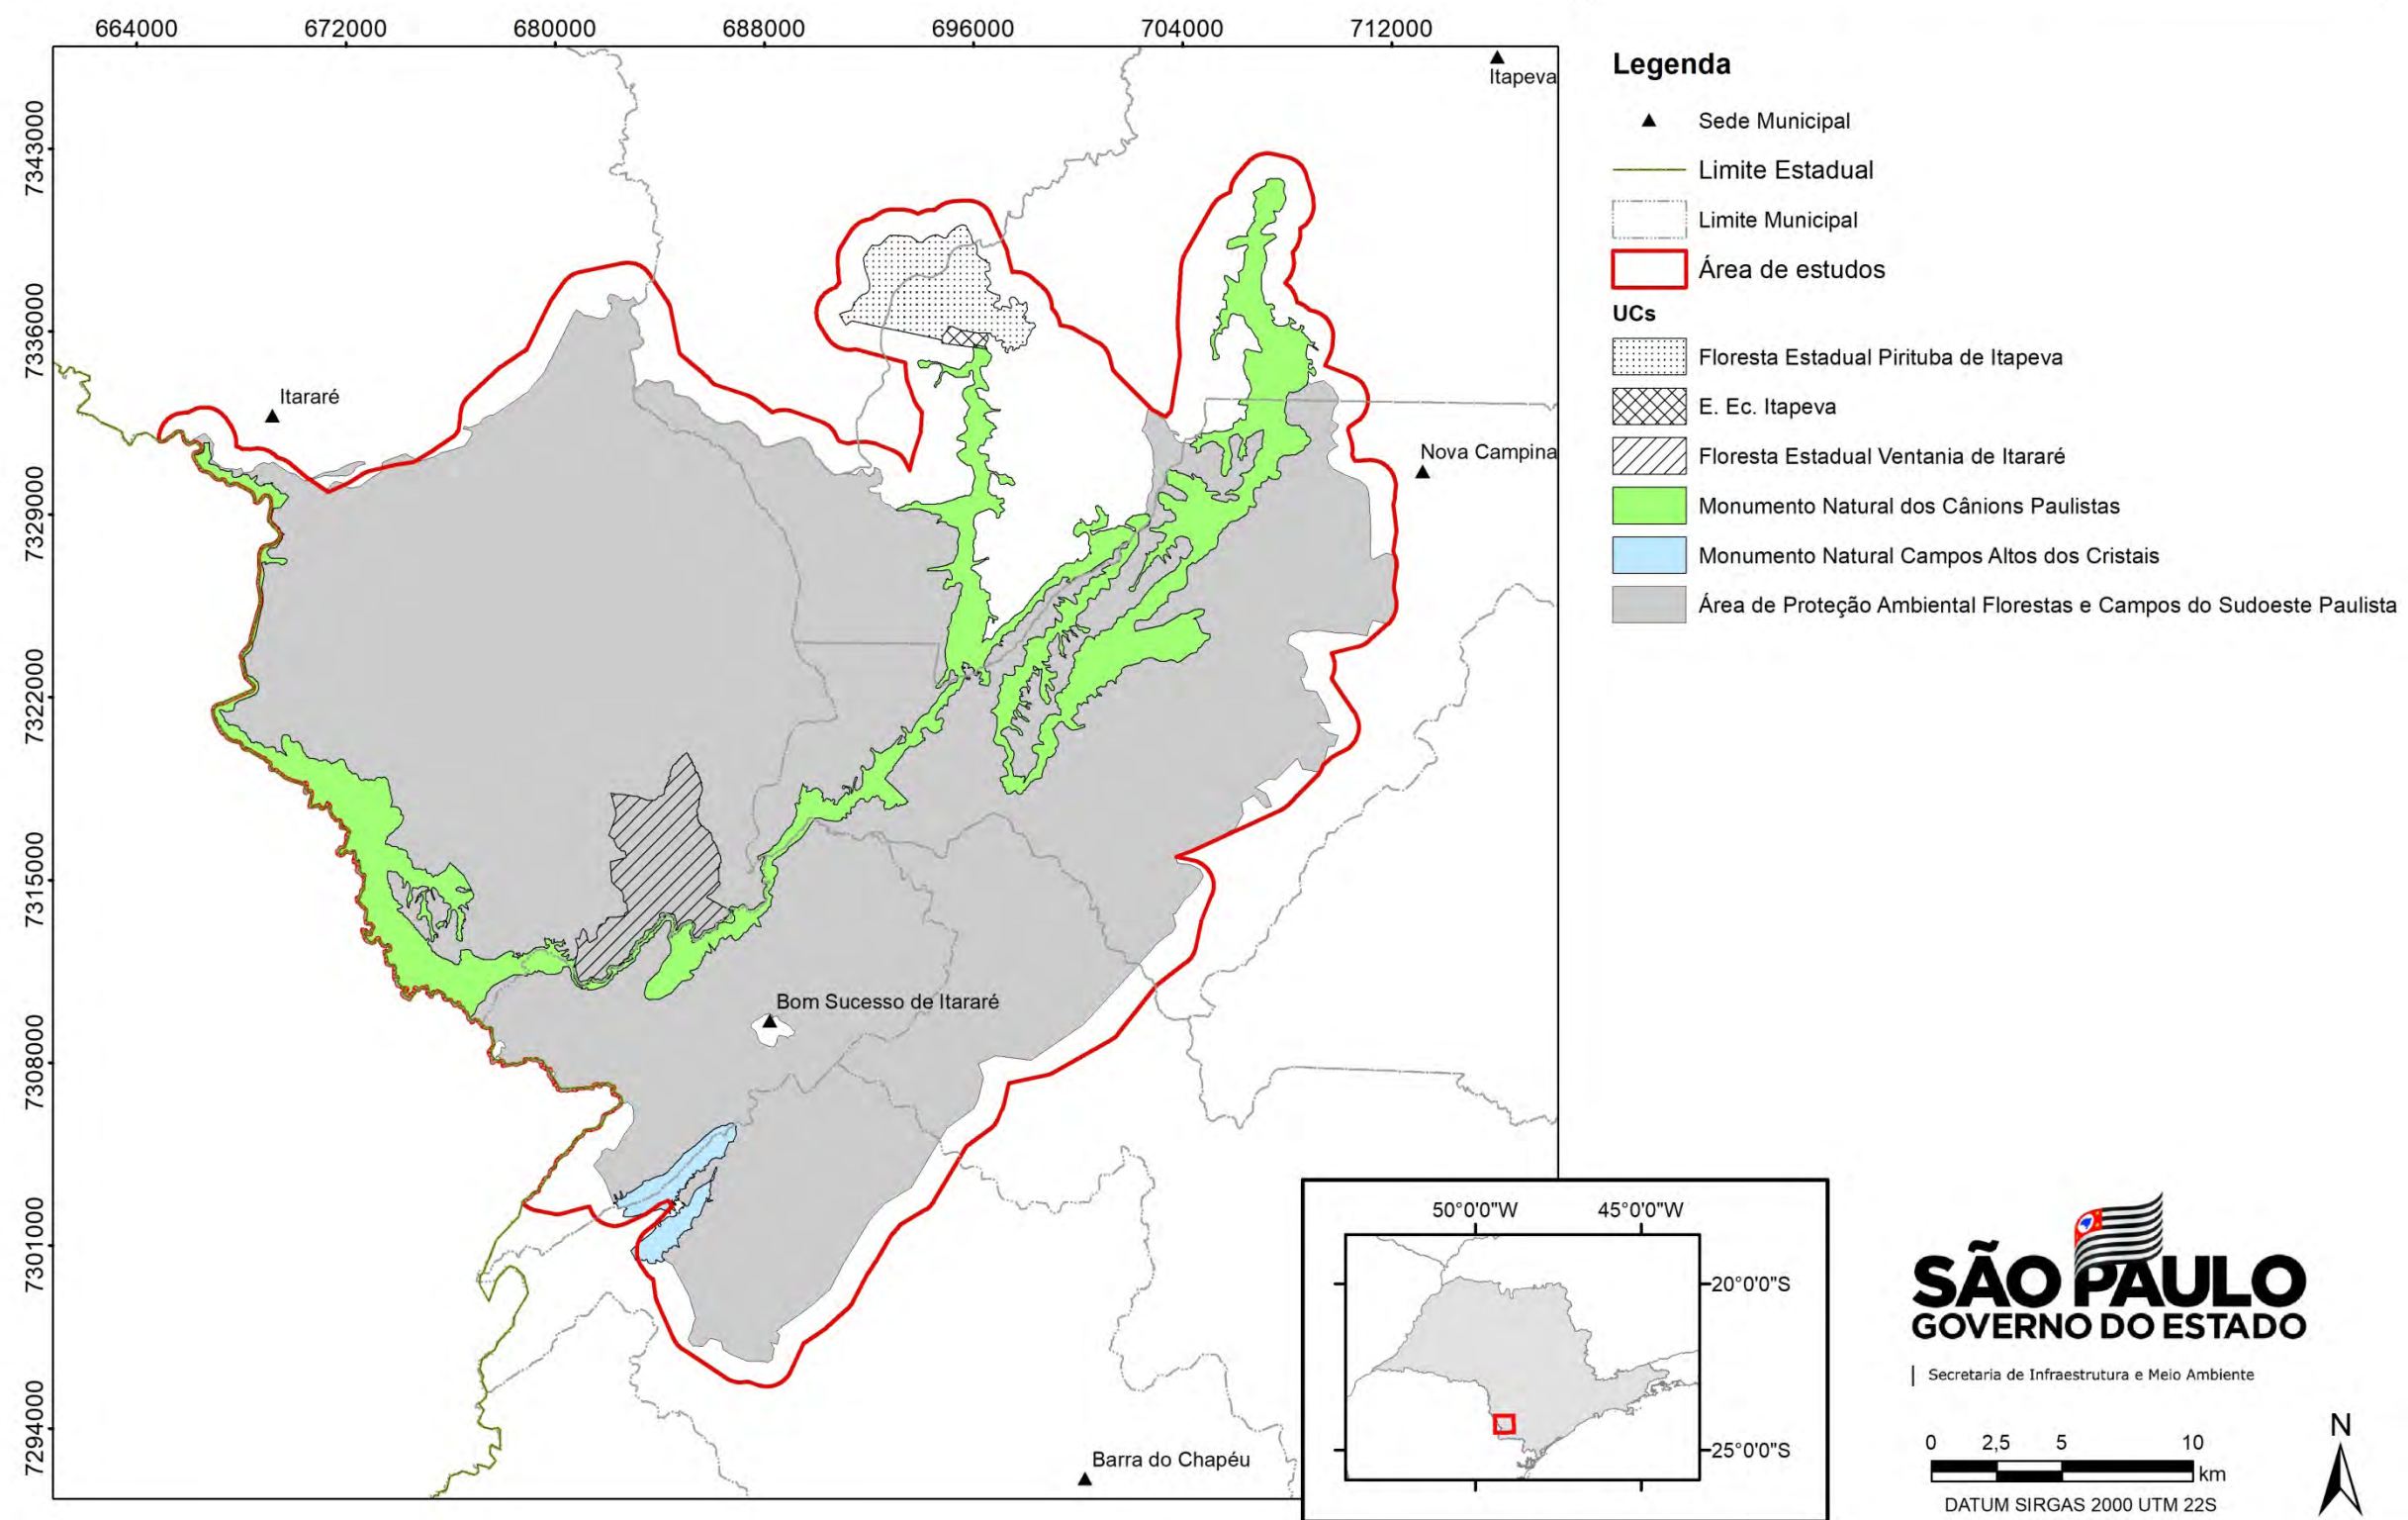 664000 672000 680000 688000 696000 704000 712000
7343000
7336000
7329000
7322000
7315000
7308000
7301000
7294000
Itapeva
Itararé
Nova Campina
Bom Sucesso de Itararé
Barra do Chapéu
Legenda
Sede Municipal
Limite Estadual
Limite Municipal
Área de estudos
UCs
Floresta Estadual Pirituba de Itapeva
E. Ec. Itapeva
Floresta Estadual Ventania de Itararé
Monumento Natural dos Cânions Paulistas
Monumento Natural Campos Altos dos Cristais
Área de Proteção Ambiental Florestas e Campos do Sudoeste Paulista
50°0'0"W 45°0'0"W
20°0'0"S
25°0'0"S
SÃO PAULO
GOVERNO DO ESTADO
Secretaria de Infraestrutura e Meio Ambiente
0 2,5 5 10
km
DATUM SIRGAS 2000 UTM 22S
N